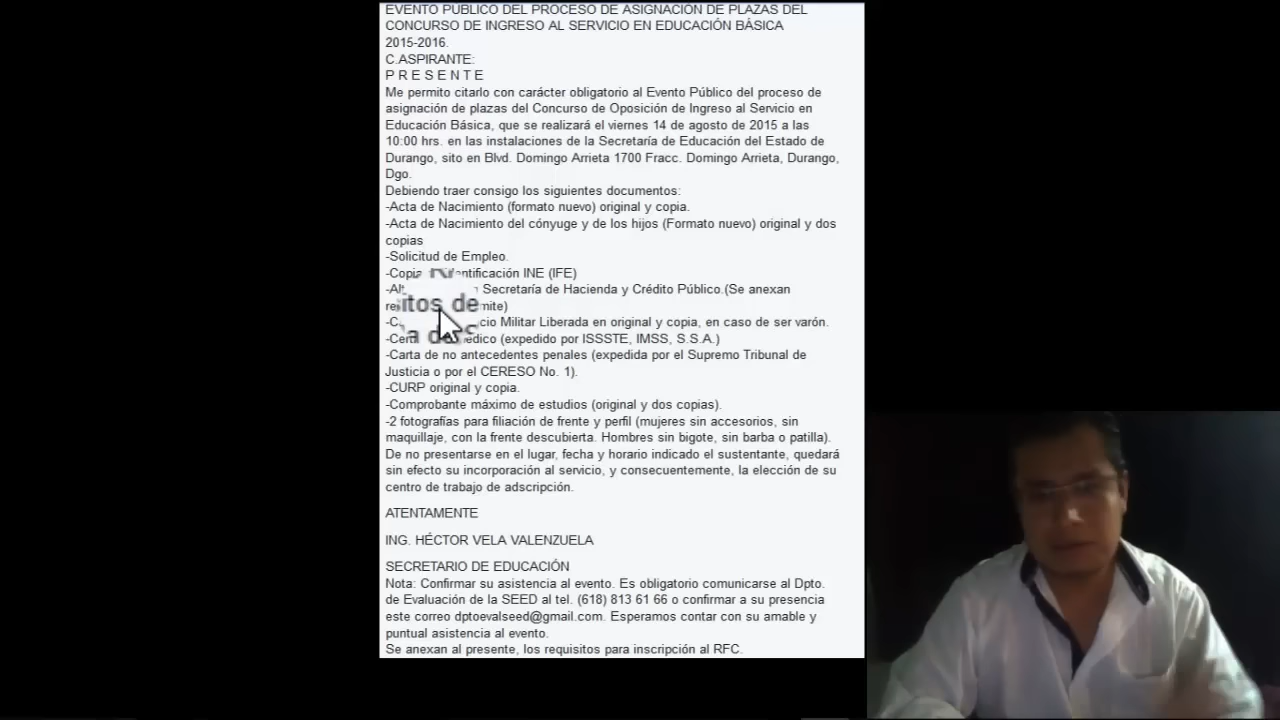 EVENTO PÚBLICO DEL PROCESO DE ASIGNACIÓN DE PLAZAS DEL
CONCURSO DE INGRESO AL SERVICIO EN EDUCACIÓN BÁSICA
2015-2016.
C.ASPIRANTE:
P R E S E N T E
Me permito citarlo con carácter obligatorio al Evento Público del proceso de
asignación de plazas del Concurso de Oposición de Ingreso al Servicio en
Educación Básica, que se realizará el viernes 14 de agosto de 2015 a las
10:00 hrs. en las instalaciones de la Secretaría de Educación del Estado de
Durango, sito en Blvd. Domingo Arrieta 1700 Fracc. Domingo Arrieta, Durango,
Dgo.
Debiendo traer consigo los siguientes documentos:
-Acta de Nacimiento (formato nuevo) original y copia.
-Acta de Nacimiento del cónyuge y de los hijos (Formato nuevo) original y dos
copias
-Solicitud de Empleo.
INE (IFE)
Secretaría de Hacienda y Crédito Público.(Se anexan
itos de
Militar Liberada en original y copia, en caso de ser varón.
(expedido por ISSSTE, IMSS, S.S.A.)
-Carta de no antecedentes penales (expedida por el Supremo Tribunal de
Justicia o por el CERESO No. 1).
-CURP original y copia.
-Comprobante máximo de estudios (original y dos copias).
-2 fotografías para filiación de frente y perfil (mujeres sin accesorios, sin
maquillaje, con la frente descubierta. Hombres sin bigote, sin barba o patilla).
De no presentarse en el lugar, fecha y horario indicado el sustentante, quedará
sin efecto su incorporación al servicio, y consecuentemente, la elección de su
centro de trabajo de adscripción.
ATENTAMENTE
ING. HÉCTOR VELA VALENZUELA
SECRETARIO DE EDUCACIÓN
Nota: Confirmar su asistencia al evento. Es obligatorio comunicarse al Dpto.
de Evaluación de la SEED al tel. (618) 813 61 66 o confirmar a su presencia
este correo dptoevalseed@gmail.com. Esperamos contar con su amable y
puntual asistencia al evento.
Se anexan al presente, los requisitos para inscripción al RFC.